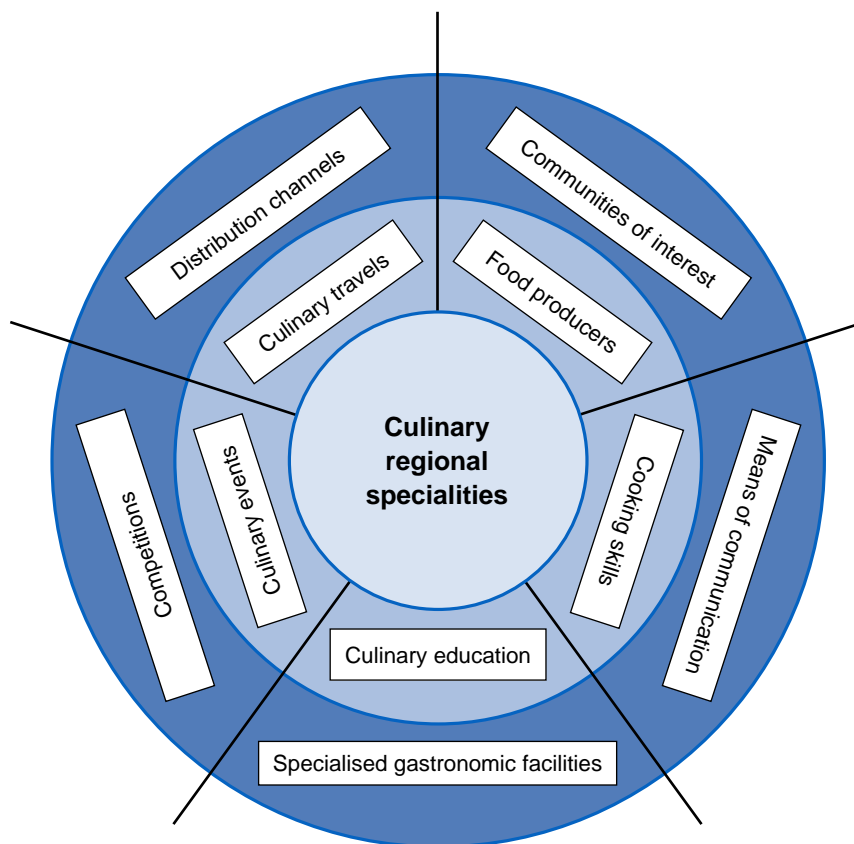 Distribution channels
Communities of interest
Culinary travels
Food producers
Culinary
regional
specialities
Competitions
Culinary events
Cooking skills
Means of communication
Culinary education
Specialised gastronomic facilities